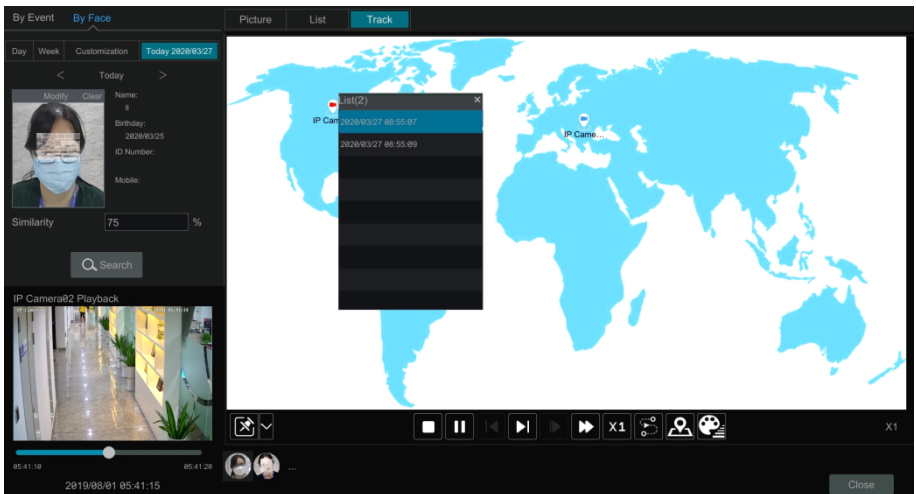 By Event By Face
Picture List Track
Day Week Customization Today 2020/03/27
< Today >
Modify Clear
Name:
ll
Birthday:
2020/03/25
ID Number:
Mobile:
Similarity 75 %
Search
List(2) ×
2020/03/27 08:55:07
2020/03/27 08:55:09
IP Cam
IP Came...
IP Camera02 Playback
05:41:10 05:41:20
2019/08/01 05:41:15
X1
X1
...
Close